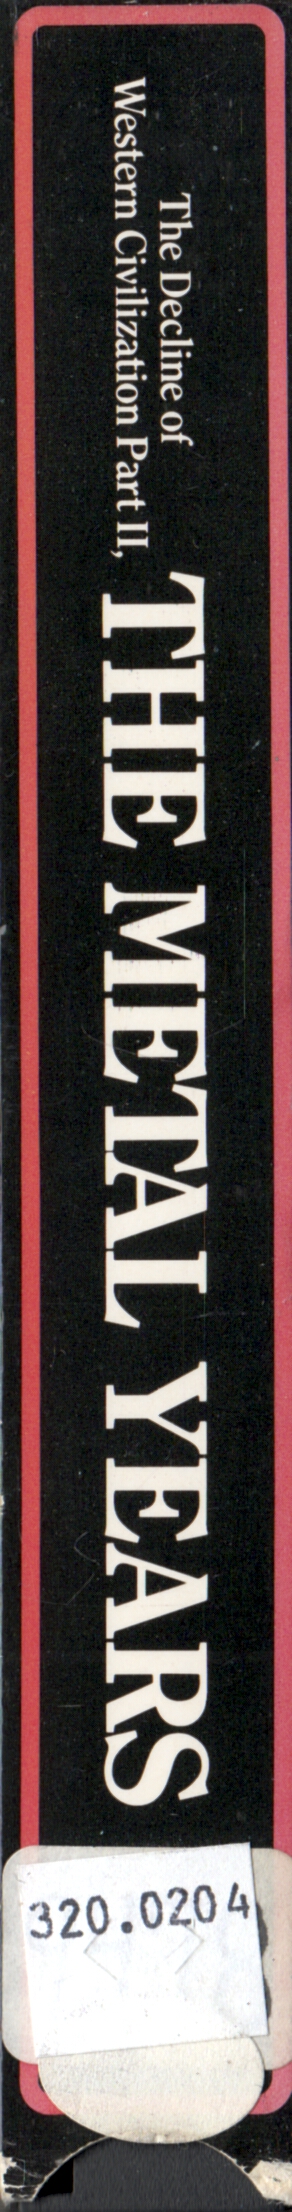 The Decline of
Western Civilization Part II,
THE METAL YEARS
320.0204